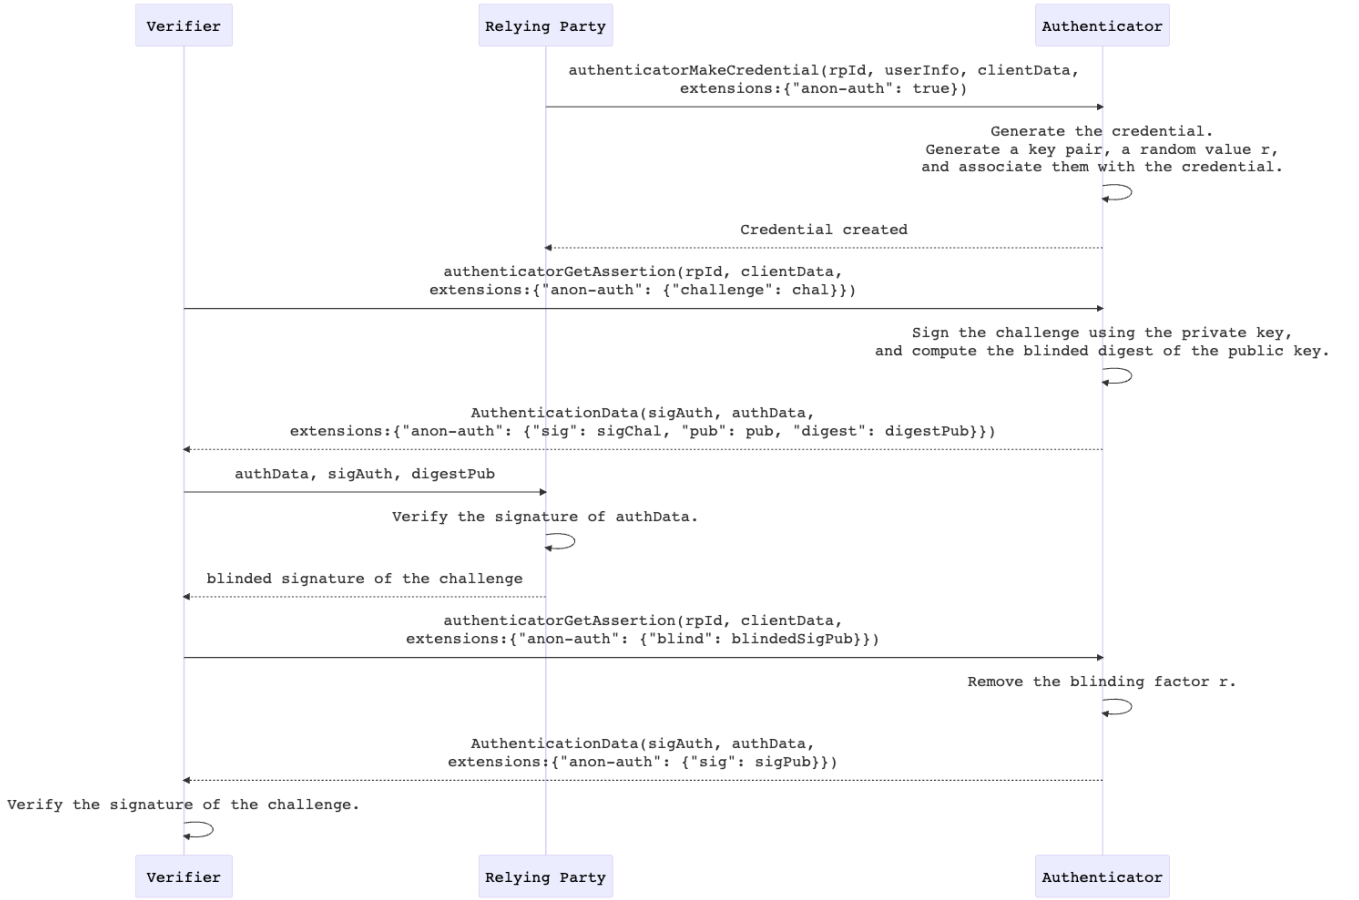 Verifier
Relying Party
Authenticator
authenticatorMakeCredential(rpId, userInfo, clientData,
extensions:{"anon-auth": true})
Generate the credential.
Generate a key pair, a random value r,
and associate them with the credential.
Credential created
authenticatorGetAssertion(rpId, clientData,
extensions:{"anon-auth": {"challenge": chal}})
Sign the challenge using the private key,
and compute the blinded digest of the public key.
AuthenticationData(sigAuth, authData,
extensions:{"anon-auth": {"sig": sigChal, "pub": pub, "digest": digestPub}})
authData, sigAuth, digestPub
Verify the signature of authData.
blinded signature of the challenge
authenticatorGetAssertion(rpId, clientData,
extensions:{"anon-auth": {"blind": blindedSigPub}})
Remove the blinding factor r.
AuthenticationData(sigAuth, authData,
extensions:{"anon-auth": {"sig": sigPub}})
Verify the signature of the challenge.
Verifier
Relying Party
Authenticator